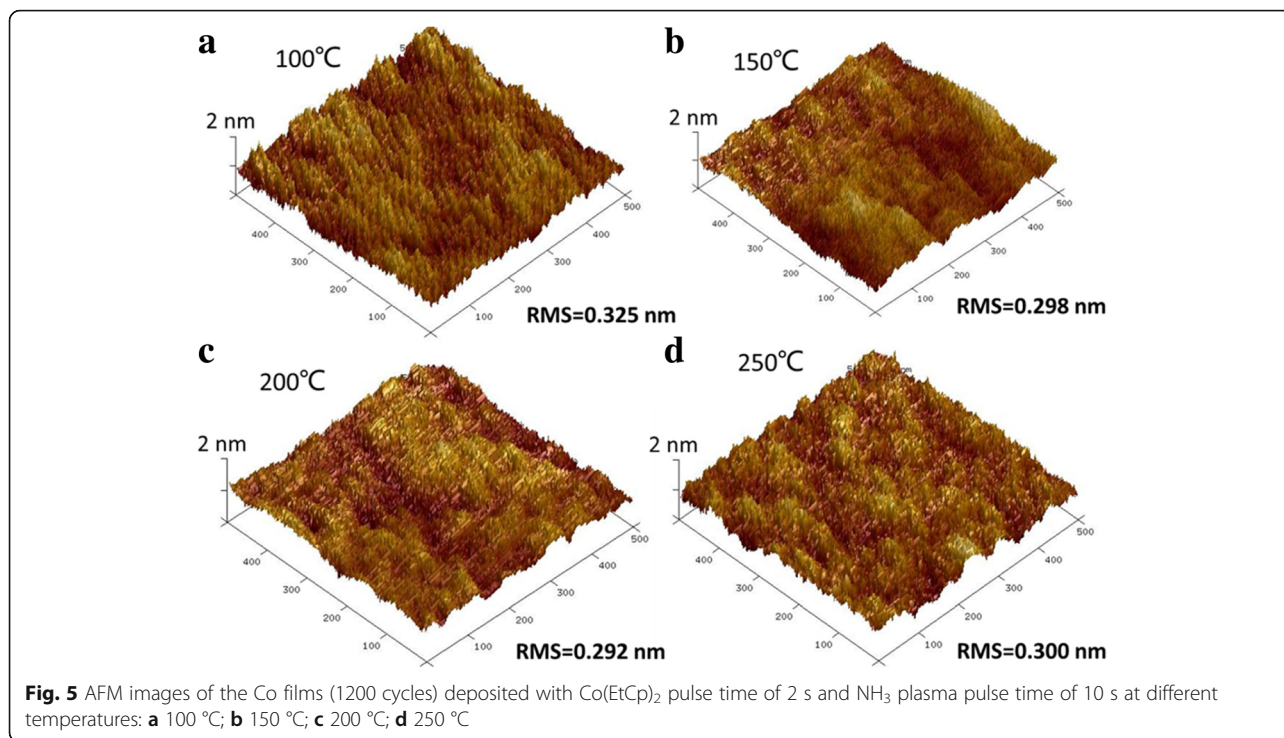 a
100℃
2 nm
400
300
200
100
100
200
300
400
500
RMS=0.325 nm
b
150℃
2 nm
400
300
200
100
100
200
300
400
500
RMS=0.298 nm
c
200℃
2 nm
400
300
200
100
100
200
300
400
500
RMS=0.292 nm
d
250℃
2 nm
400
300
200
100
100
200
300
400
500
RMS=0.300 nm
Fig. 5 AFM images of the Co films (1200 cycles) deposited with Co(EtCp)₂ pulse time of 2 s and NH₃ plasma pulse time of 10 s at different
temperatures: a 100 °C; b 150 °C; c 200 °C; d 250 °C